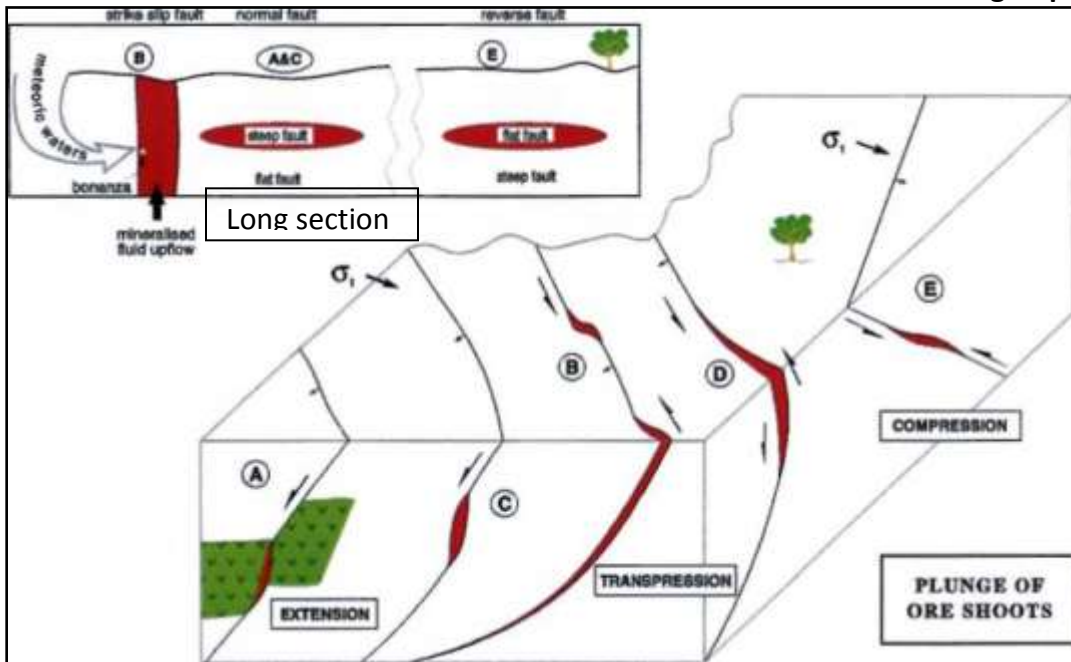 strike slip fault normal fault reverse fault
B A&C E
meteoric waters
steep fault flat fault
bonanza flat fault steep fault
Long section
mineralised
fluid upflow
σ1
σ1
E
B
D
COMPRESSION
A
C
TRANSPRESSION
EXTENSION
PLUNGE OF
ORE SHOOTS